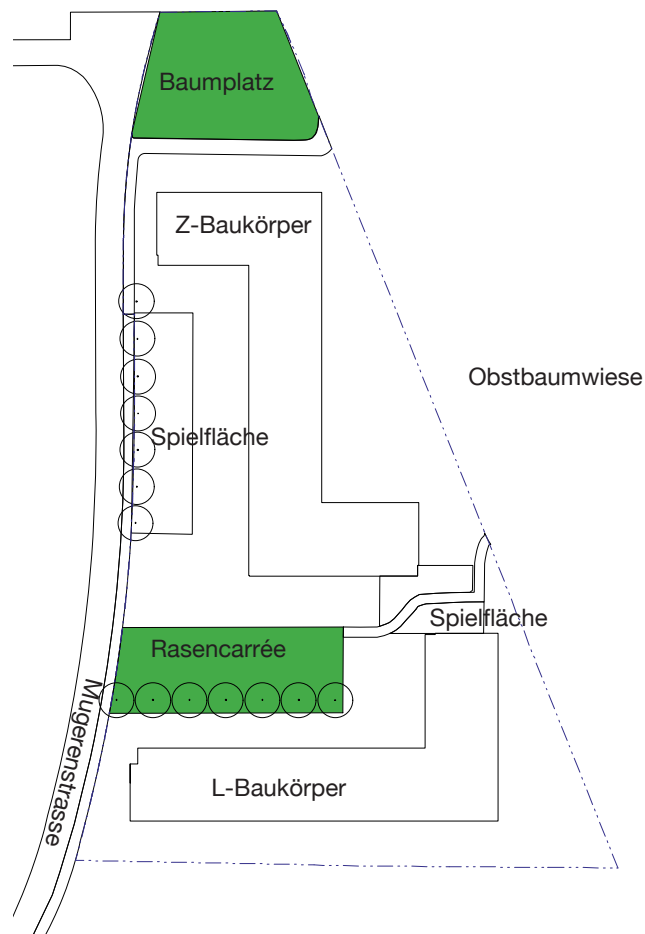 Baumplatz
Z-Baukörper
Obstbaumwiese
Spielfläche
Spielfläche
Rasencarrée
Mugerenstrasse
L-Baukörper